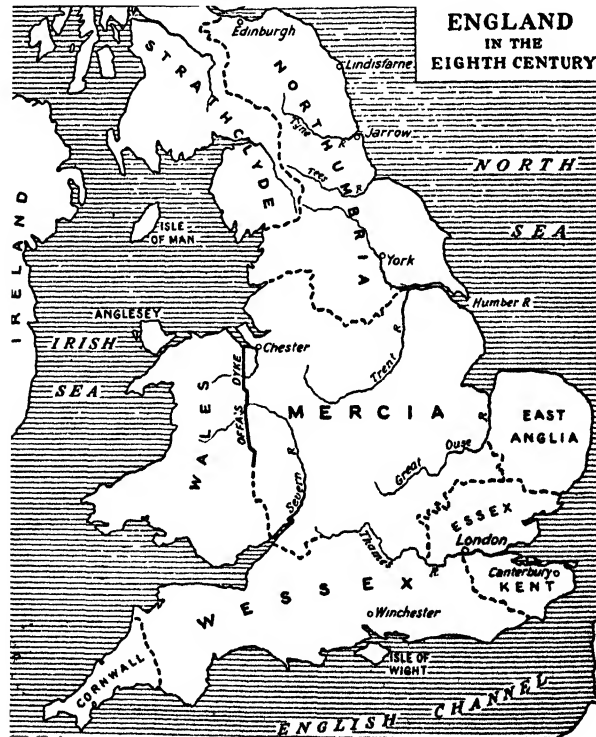 ENGLAND
IN THE
EIGHTH CENTURY
Edinburgh
Lindisfarne
STRATHCLYDE
NORTHUMBRIA
Tyne R
Jarrow
Tees R
NORTH
SEA
ISLE
OF MAN
York
IRELAND
Humber R
ANGLESEY
IRISH
SEA
Chester
Trent R
WALES
OFFA'S DYKE
MERCIA
EAST
ANGLIA
Great Ouse R
Severn R
ESSEX
London
Thames R
Canterbury
KENT
WESSEX
Winchester
ISLE OF
WIGHT
CORNWALL
ENGLISH CHANNEL